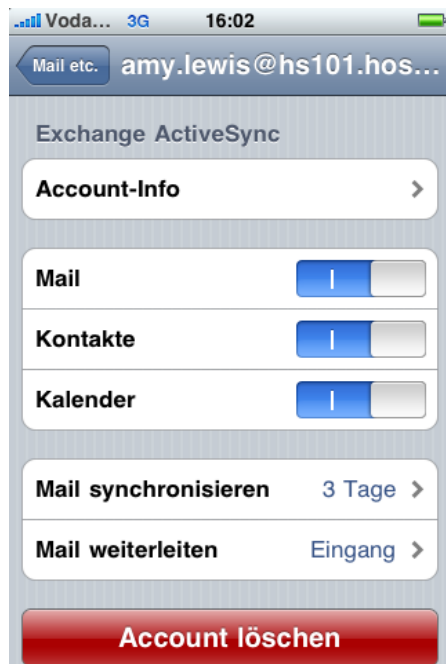 Voda... 3G 16:02
Mail etc. amy.lewis@hs101.hos...
Exchange ActiveSync
Account-Info
Mail
Kontakte
Kalender
Mail synchronisieren 3 Tage
Mail weiterleiten Eingang
Account löschen